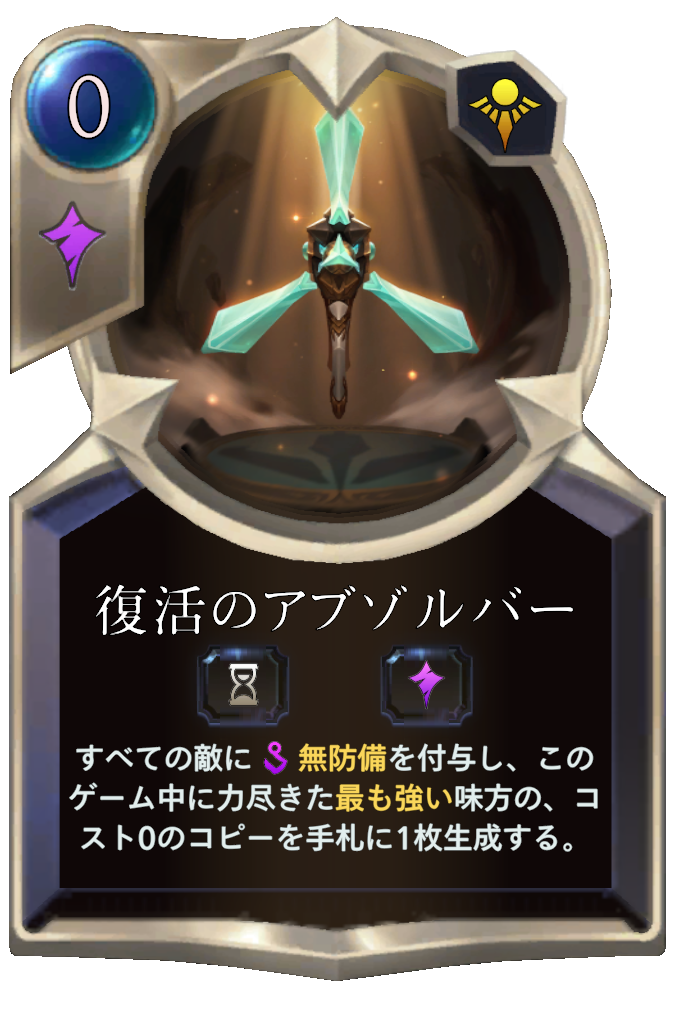 0
復活のアブゾルバー
すべての敵に 無防備を付与し、この
ゲーム中に力尽きた最も強い味方の、コ
スト0のコピーを手札に1枚生成する。